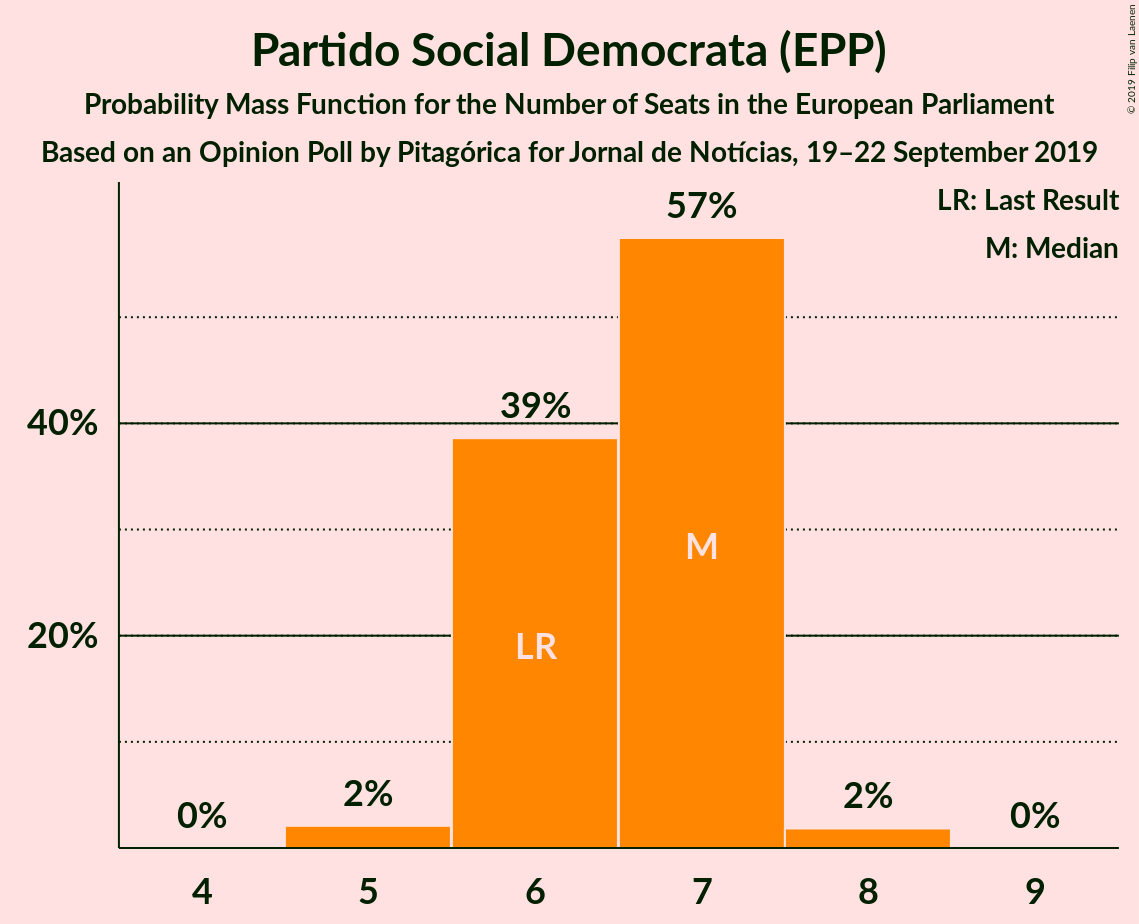 Partido Social Democrata (EPP)
Probability Mass Function for the Number of Seats in the European Parliament
Based on an Opinion Poll by Pitagórica for Jornal de Notícias, 19–22 September 2019
© 2019 Filip van Laenen
LR: Last Result
M: Median
57%
39%
40%
M
20%
LR
2%
2%
0%
0%
4 5 6 7 8 9